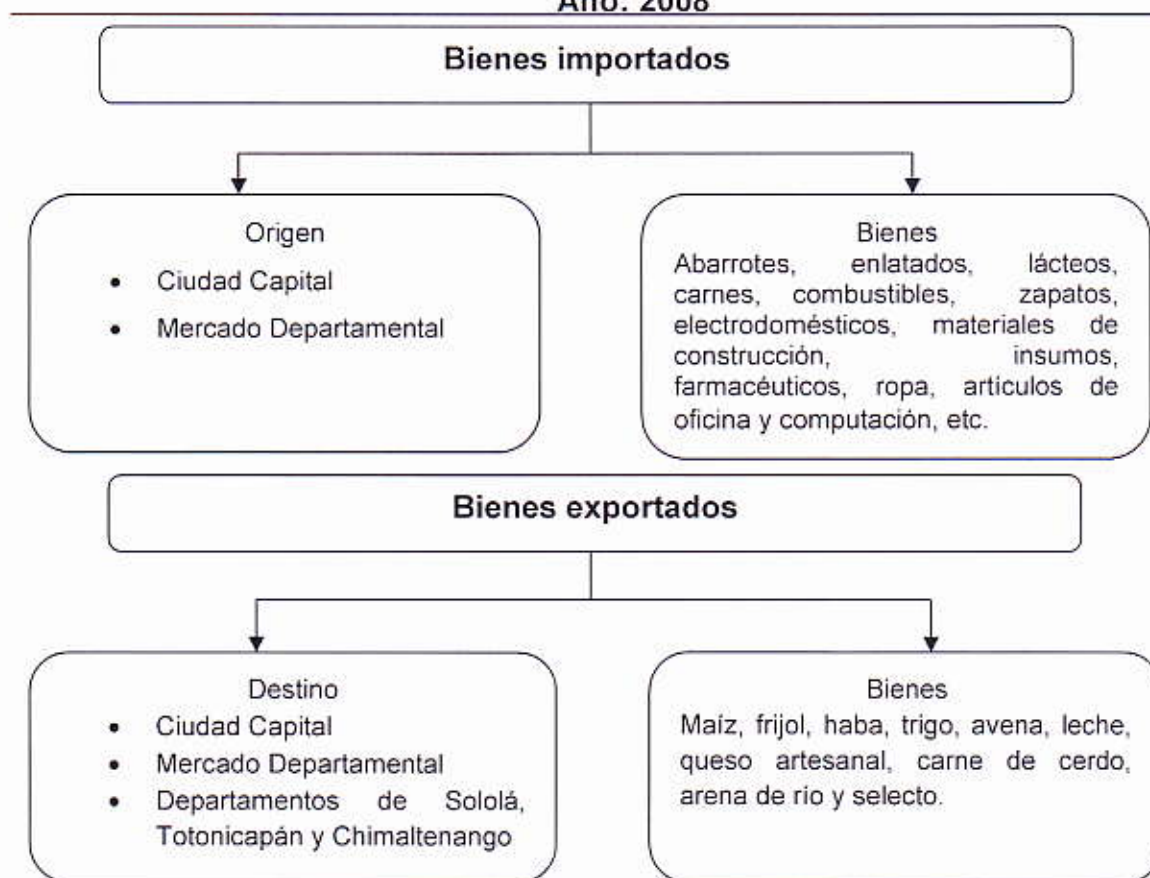 Año: 2008
Bienes importados
Origen
• Ciudad Capital
• Mercado Departamental
Bienes
Abarrotes, enlatados, lácteos,
carnes, combustibles, zapatos,
electrodomésticos, materiales de
construcción, insumos,
farmacéuticos, ropa, artículos de
oficina y computación, etc.
Bienes exportados
Destino
• Ciudad Capital
• Mercado Departamental
• Departamentos de Sololá,
Totonicapán y Chimaltenango
Bienes
Maíz, frijol, haba, trigo, avena, leche,
queso artesanal, carne de cerdo,
arena de río y selecto.